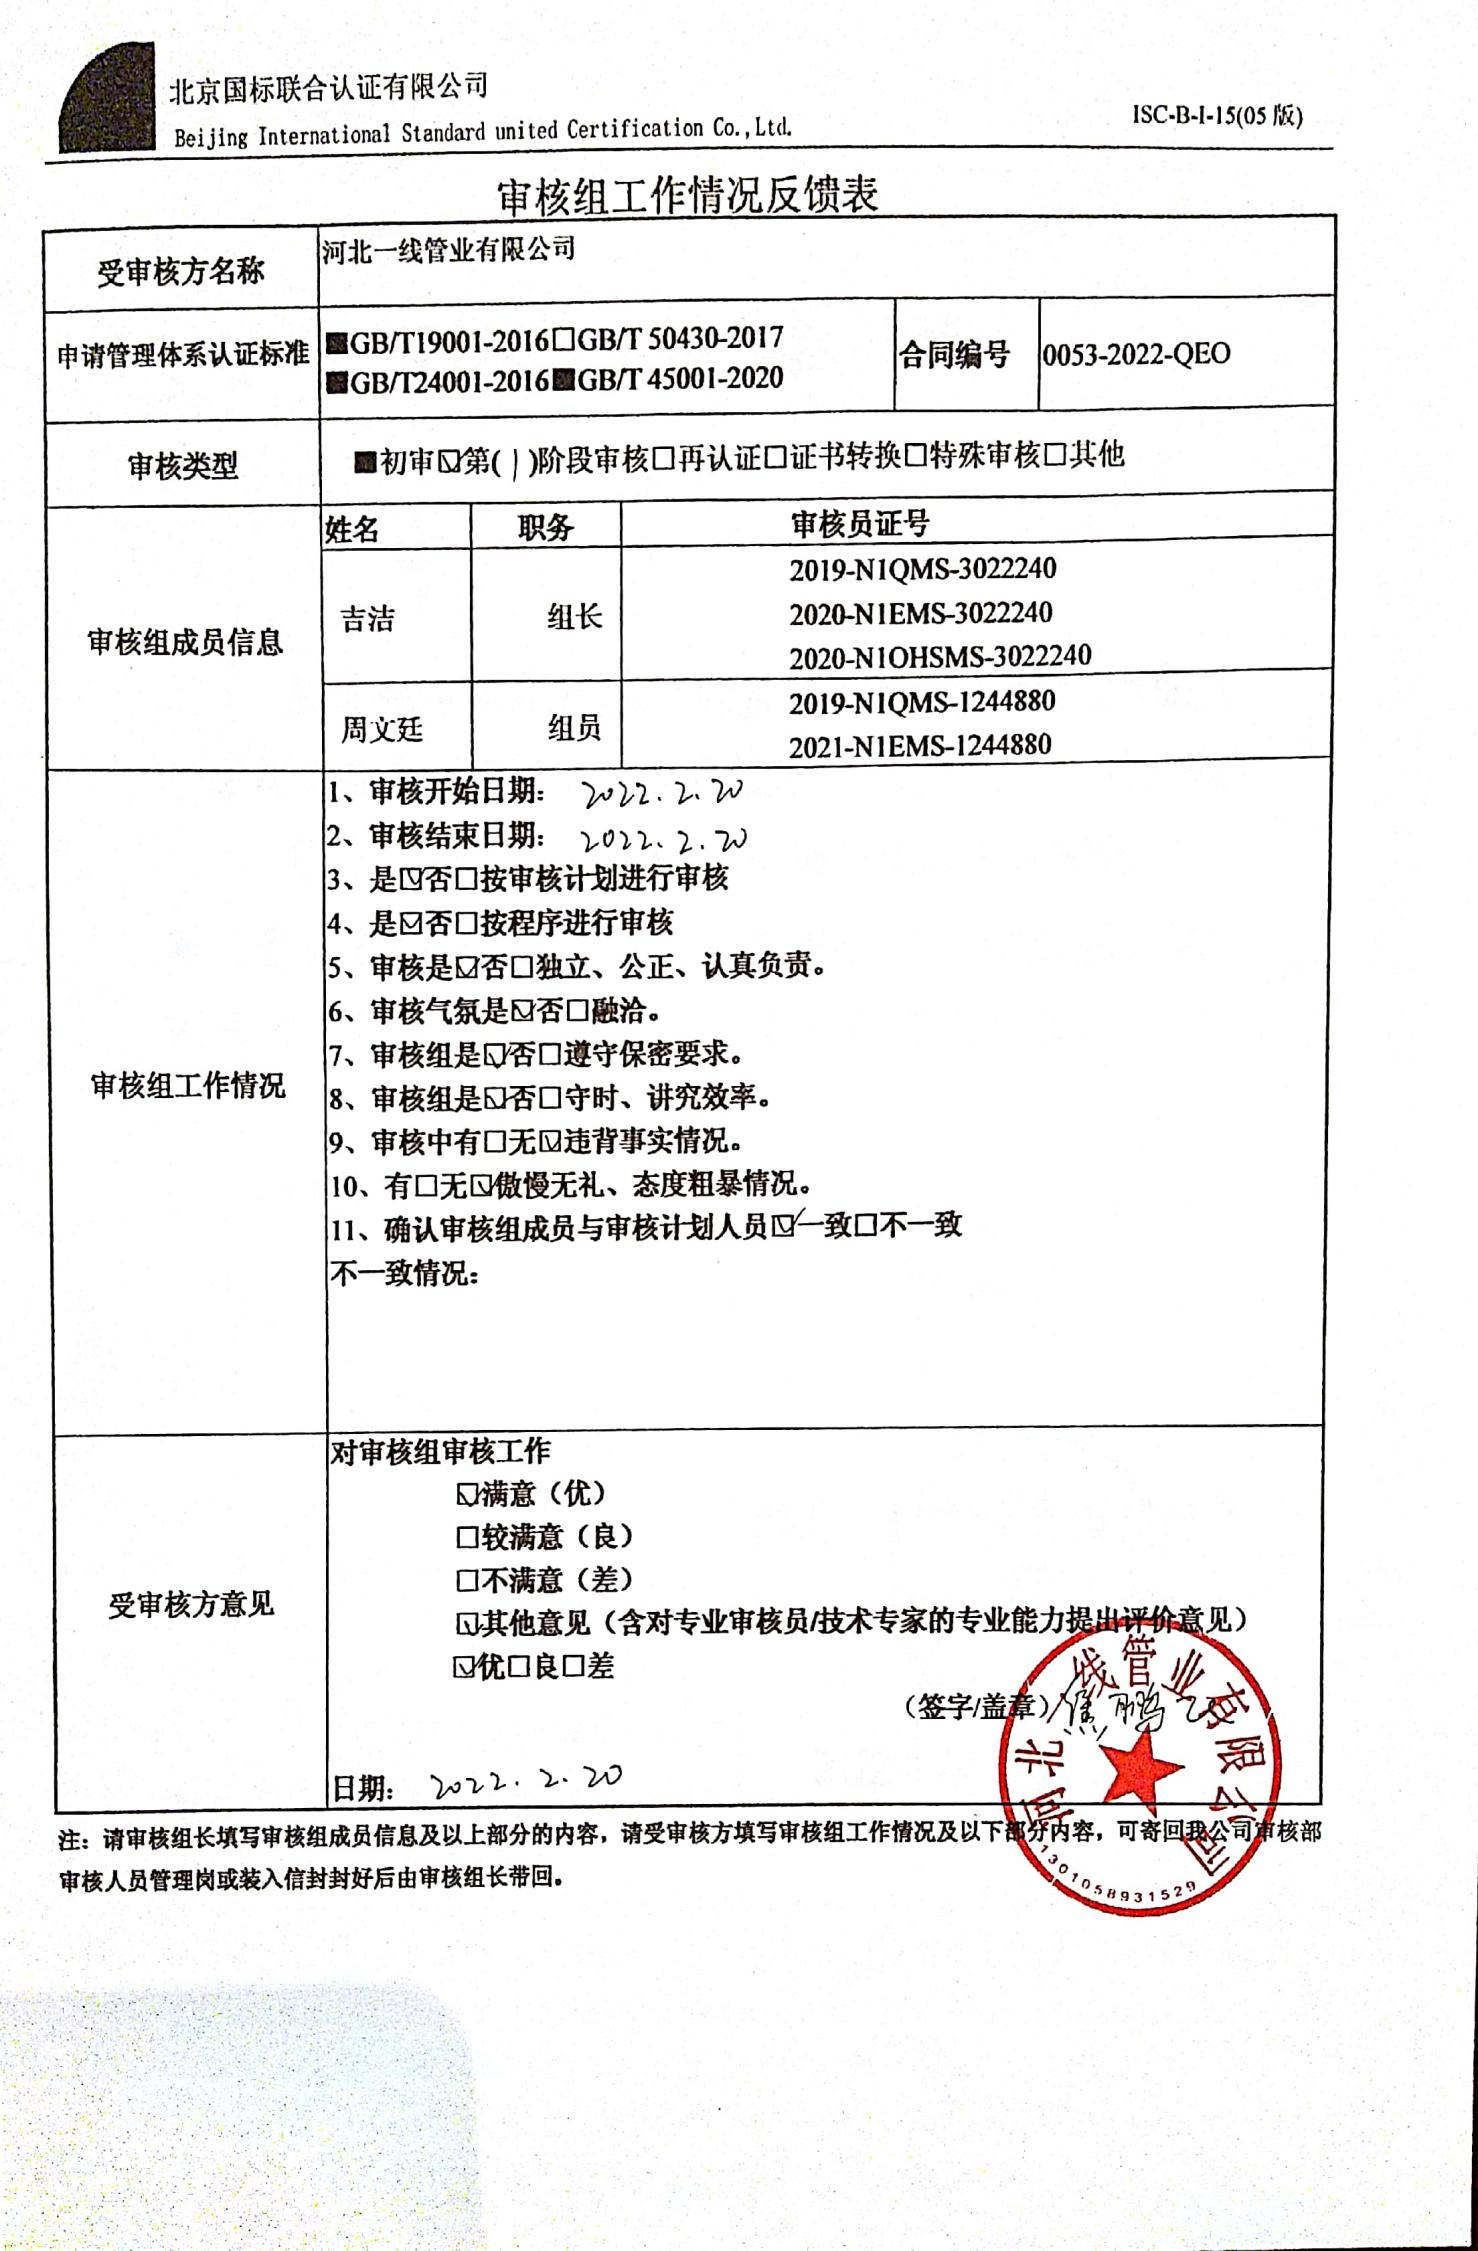 北京国标联合认证有限公司
Beijing International Standard united Certification Co.,Ltd.
ISC-B-I-15(05版)
审核组工作情况反馈表
受审核方名称
河北一线管业有限公司
申请管理体系认证标准
■GB/T19001-2016□GB/T 50430-2017
■GB/T24001-2016■GB/T 45001-2020
合同编号
0053-2022-QEO
审核类型
■初审☑第(1)阶段审核□再认证□证书转换□特殊审核□其他
审核组成员信息
姓名 职务 审核员证号
吉洁 组长
2019-N1QMS-3022240
2020-N1EMS-3022240
2020-N1OHSMS-3022240
周文廷 组员
2019-N1QMS-1244880
2021-N1EMS-1244880
审核组工作情况
1、审核开始日期： 2022.2.20
2、审核结束日期： 2022.2.20
3、是☑否□按审核计划进行审核
4、是☑否□按程序进行审核
5、审核是☑否□独立、公正、认真负责。
6、审核气氛是☑否□融洽。
7、审核组是☑否□遵守保密要求。
8、审核组是☑否□守时、讲究效率。
9、审核中有□无☑违背事实情况。
10、有□无☑傲慢无礼、态度粗暴情况。
11、确认审核组成员与审核计划人员☑一致□不一致
不一致情况：
受审核方意见
对审核组审核工作
☑满意（优）
□较满意（良）
□不满意（差）
☑其他意见（含对专业审核员/技术专家的专业能力提出评价意见）
☑优□良□差
（签字/盖章）焦鹏
河北一线管业有限公司
1301058931529
日期： 2022.2.20
注：请审核组长填写审核组成员信息及以上部分的内容，请受审核方填写审核组工作情况及以下部分内容，可寄回我公司审核部
审核人员管理岗或装入信封封好后由审核组长带回。